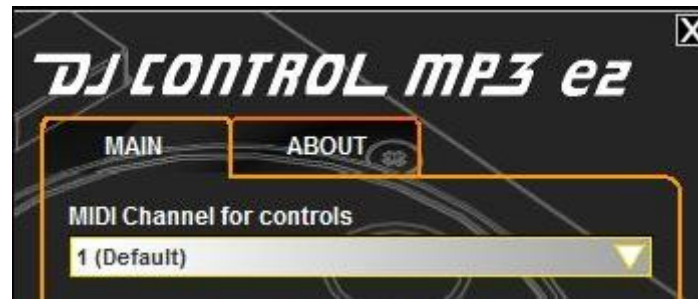 DJ CONTROL MP3 e2
X
MAIN
ABOUT
MIDI Channel for controls
1 (Default)